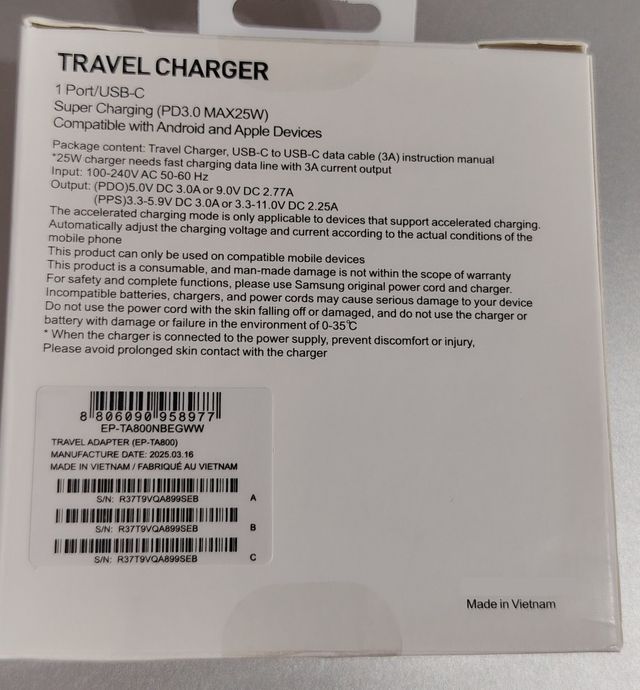 TRAVEL CHARGER
1 Port/USB-C
Super Charging (PD3.0 MAX25W)
Compatible with Android and Apple Devices
Package content: Travel Charger, USB-C to USB-C data cable (3A) instruction manual
*25W charger needs fast charging data line with 3A current output
Input: 100-240V AC 50-60 Hz
Output: (PDO)5.0V DC 3.0A or 9.0V DC 2.77A
(PPS)3.3-5.9V DC 3.0A or 3.3-11.0V DC 2.25A
The accelerated charging mode is only applicable to devices that support accelerated charging.
Automatically adjust the charging voltage and current according to the actual conditions of the
mobile phone
This product can only be used on compatible mobile devices
This product is a consumable, and man-made damage is not within the scope of warranty
For safety and complete functions, please use Samsung original power cord and charger.
Incompatible batteries, chargers, and power cords may cause serious damage to your device
Do not use the power cord with the skin falling off or damaged, and do not use the charger or
battery with damage or failure in the environment of 0-35℃
* When the charger is connected to the power supply, prevent discomfort or injury,
Please avoid prolonged skin contact with the charger
8 806090 958977
EP-TA800NBEGWW
TRAVEL ADAPTER (EP-TA800)
MANUFACTURE DATE: 2025.03.16
MADE IN VIETNAM / FABRIQUÉ AU VIETNAM
S/N: R37T9VQA899SEB A
S/N: R37T9VQA899SEB B
S/N: R37T9VQA899SEB C
Made in Vietnam